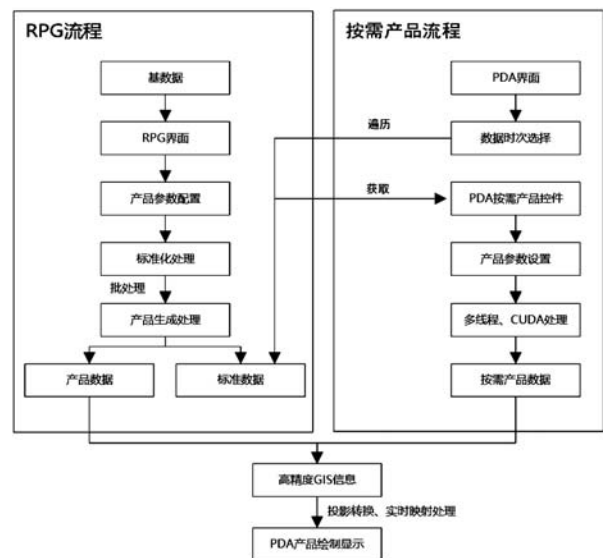 RPG流程
基数据
RPG界面
产品参数配置
标准化处理
批处理
产品生成处理
产品数据
标准数据
按需产品流程
PDA界面
遍历
数据时次选择
获取
PDA按需产品控件
产品参数设置
多线程、CUDA处理
按需产品数据
高精度GIS信息
投影转换、实时映射处理
PDA产品绘制显示